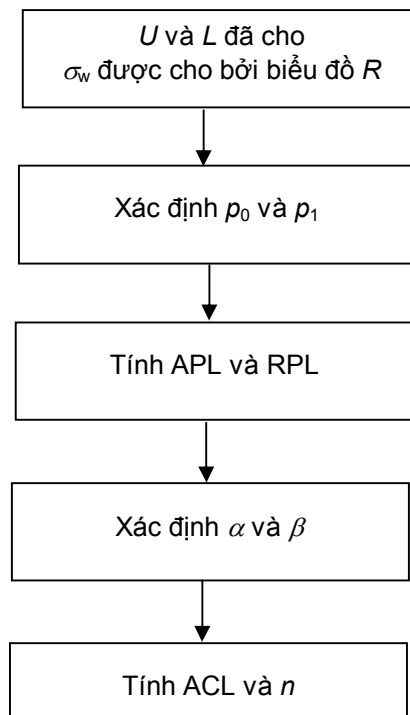 U và L đã cho
σw được cho bởi biểu đồ R
Xác định p0 và p1
Tính APL và RPL
Xác định α và β
Tính ACL và n